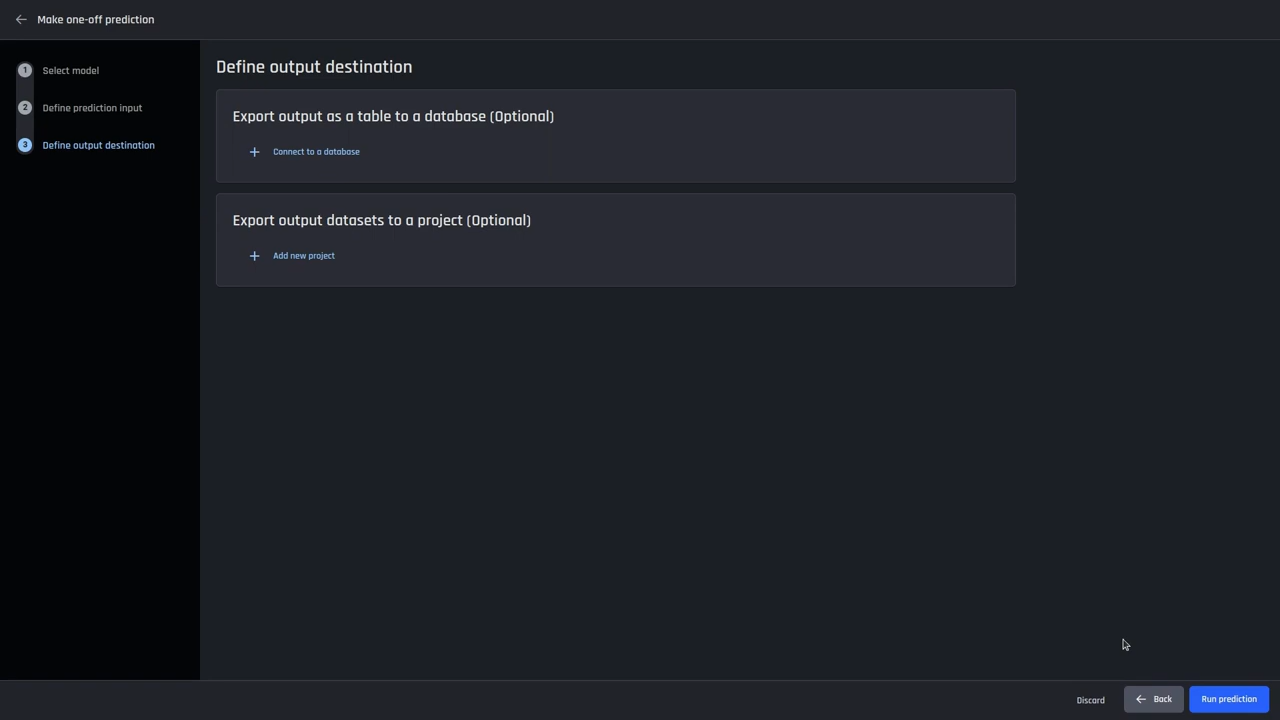 Make one-off prediction
1 Select model
2 Define prediction input
3 Define output destination
Define output destination
Export output as a table to a database (Optional)
Connect to a database
Export output datasets to a project (Optional)
Add new project
Discard
Back
Run prediction